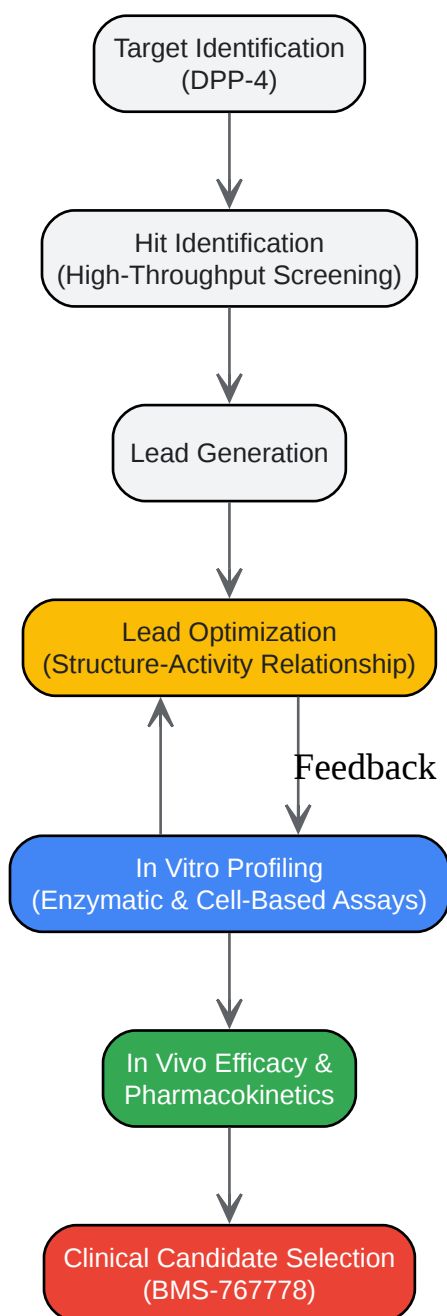 Target Identification
(DPP-4)
Hit Identification
(High-Throughput Screening)
Lead Generation
Lead Optimization
(Structure-Activity Relationship)
Feedback
In Vitro Profiling
(Enzymatic & Cell-Based Assays)
In Vivo Efficacy &
Pharmacokinetics
Clinical Candidate Selection
(BMS-767778)